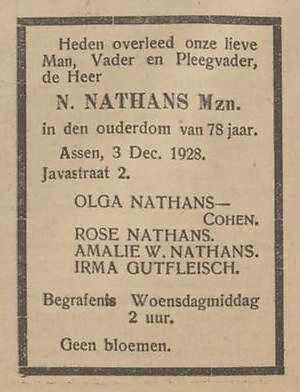 Heden overleed onze lieve
Man, Vader en Pleegvader,
de Heer
N. NATHANS Mzn.
in den ouderdom van 78 jaar.
Assen, 3 Dec. 1928.
Javastraat 2.
OLGA NATHANS—
COHEN.
ROSE NATHANS.
AMALIE W. NATHANS.
IRMA GUTFLEISCH.
Begrafenis Woensdagmiddag
2 uur.
Geen bloemen.